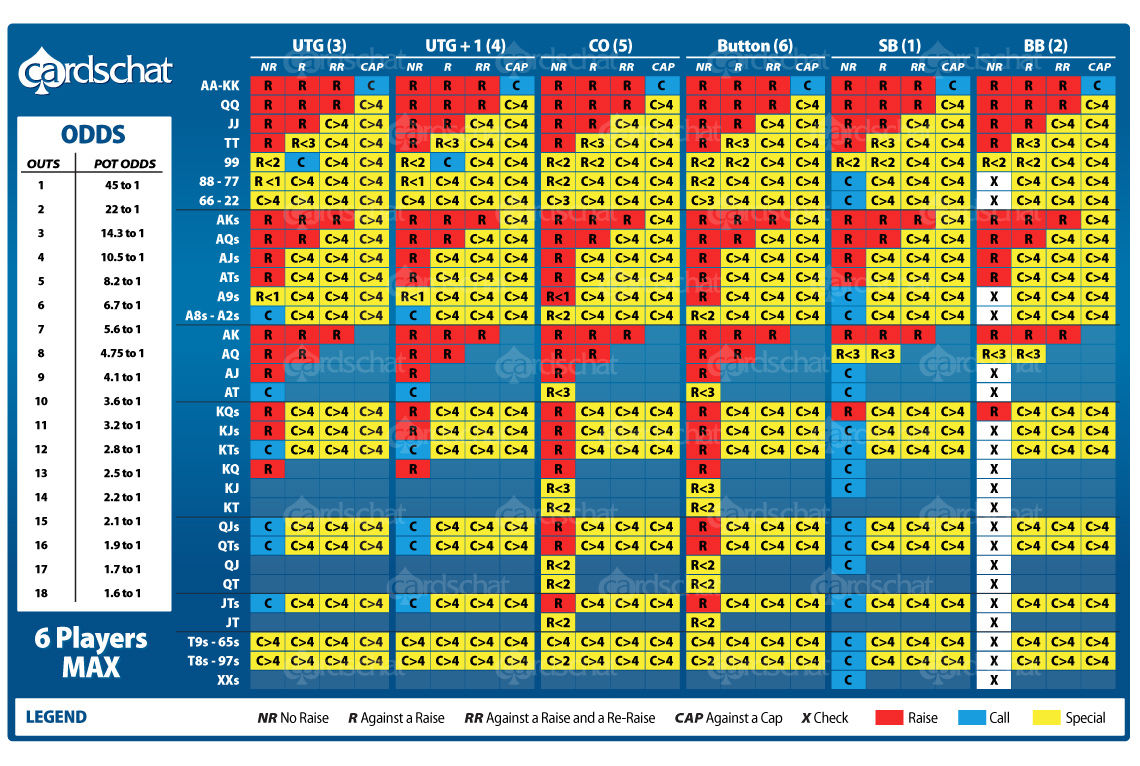 cardschat
ODDS
OUTS POT ODDS
1 45 to 1
2 22 to 1
3 14.3 to 1
4 10.5 to 1
5 8.2 to 1
6 6.7 to 1
7 5.6 to 1
8 4.75 to 1
9 4.1 to 1
10 3.6 to 1
11 3.2 to 1
12 2.8 to 1
13 2.5 to 1
14 2.2 to 1
15 2.1 to 1
16 1.9 to 1
17 1.7 to 1
18 1.6 to 1
6 Players
MAX
UTG (3) UTG + 1 (4) CO (5) Button (6) SB (1) BB (2)
NR R RR CAP NR R RR CAP NR R RR CAP NR R RR CAP NR R RR CAP NR R RR CAP
AA-KK R R R C R R R C R R R C R R R C R R R C R R R C
QQ R R R C>4 R R R C>4 R R R C>4 R R R C>4 R R R C>4 R R R C>4
JJ R R C>4 C>4 R R C>4 C>4 R R C>4 C>4 R R C>4 C>4 R R C>4 C>4 R R C>4 C>4
TT R R<3 C>4 C>4 R R<3 C>4 C>4 R R<3 C>4 C>4 R R<3 C>4 C>4 R R<3 C>4 C>4 R R<3 C>4 C>4
99 R<2 C C>4 C>4 R<2 C C>4 C>4 R<2 R<2 C>4 C>4 R<2 R<2 C>4 C>4 R<2 R<2 C>4 C>4 R<2 R<2 C>4 C>4
88 - 77 R <1 C>4 C>4 C>4 R<1 C>4 C>4 C>4 R<2 C>4 C>4 C>4 R<2 C>4 C>4 C>4 C C>4 C>4 C>4 X C>4 C>4 C>4
66 - 22 C>4 C>4 C>4 C>4 C>4 C>4 C>4 C>4 C>3 C>4 C>4 C>4 C>3 C>4 C>4 C>4 C C>4 C>4 C>4 X C>4 C>4 C>4
AKs R R R C>4 R R R C>4 R R R C>4 R R R C>4 R R R C>4 R R R C>4
AQs R R C>4 C>4 R R C>4 C>4 R R C>4 C>4 R R C>4 C>4 R R C>4 C>4 R R C>4 C>4
AJs R C>4 C>4 C>4 R C>4 C>4 C>4 R C>4 C>4 C>4 R C>4 C>4 C>4 R C>4 C>4 C>4 R C>4 C>4 C>4
ATs R C>4 C>4 C>4 R C>4 C>4 C>4 R C>4 C>4 C>4 R C>4 C>4 C>4 R C>4 C>4 C>4 R C>4 C>4 C>4
A9s R<1 C>4 C>4 C>4 R<1 C>4 C>4 C>4 R<1 C>4 C>4 C>4 R C>4 C>4 C>4 C C>4 C>4 C>4 X C>4 C>4 C>4
A8s - A2s C C>4 C>4 C>4 C C>4 C>4 C>4 R<2 C>4 C>4 C>4 R<2 C>4 C>4 C>4 C C>4 C>4 C>4 X C>4 C>4 C>4
AK R R R R R R R R R R R R R R R R R R
AQ R R R R R R R R R<3 R<3 R<3 R<3
AJ R R R R C X
AT C C R<3 R<3 C X
KQs R C>4 C>4 C>4 R C>4 C>4 C>4 R C>4 C>4 C>4 R C>4 C>4 C>4 R C>4 C>4 C>4 R C>4 C>4 C>4
KJs R C>4 C>4 C>4 R C>4 C>4 C>4 R C>4 C>4 C>4 R C>4 C>4 C>4 C C>4 C>4 C>4 X C>4 C>4 C>4
KTs C C>4 C>4 C>4 C C>4 C>4 C>4 R C>4 C>4 C>4 R C>4 C>4 C>4 C C>4 C>4 C>4 X C>4 C>4 C>4
KQ R R R R C X
KJ R<3 R<3 C X
KT R<2 R<2 X
QJs C C>4 C>4 C>4 C C>4 C>4 C>4 R C>4 C>4 C>4 R C>4 C>4 C>4 C C>4 C>4 C>4 X C>4 C>4 C>4
QTs C C>4 C>4 C>4 C C>4 C>4 C>4 R C>4 C>4 C>4 R C>4 C>4 C>4 C C>4 C>4 C>4 X C>4 C>4 C>4
QJ R<2 R<2 C X
QT R<2 R<2 X
JTs C C>4 C>4 C>4 C C>4 C>4 C>4 R C>4 C>4 C>4 R C>4 C>4 C>4 C C>4 C>4 C>4 X C>4 C>4 C>4
JT R<2 R<2 X
T9s - 65s C>4 C>4 C>4 C>4 C>4 C>4 C>4 C>4 C>4 C>4 C>4 C>4 C>4 C>4 C>4 C>4 C C>4 C>4 C>4 X C>4 C>4 C>4
T8s - 97s C>4 C>4 C>4 C>4 C>4 C>4 C>4 C>4 C>2 C>4 C>4 C>4 C>2 C>4 C>4 C>4 C C>4 C>4 C>4 X C>4 C>4 C>4
XXs C X
LEGEND NR No Raise R Against a Raise RR Against a Raise and a Re-Raise CAP Against a Cap X Check Raise Call Special